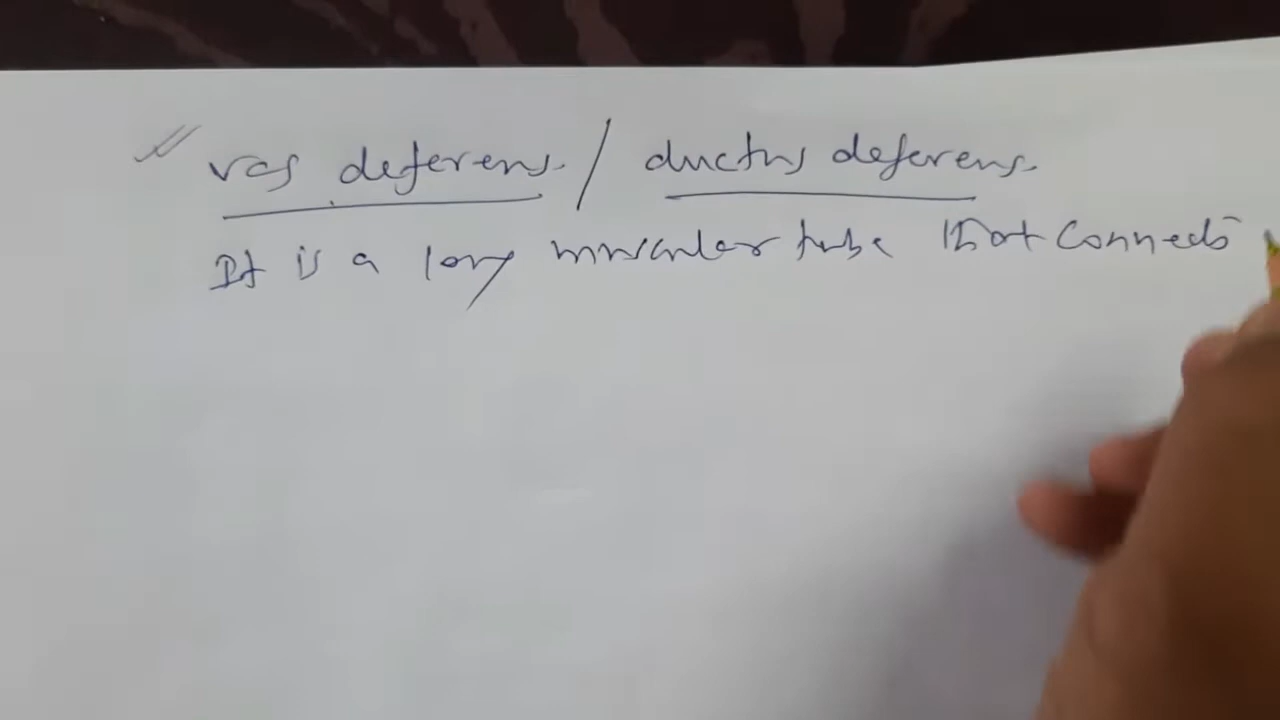 vas deferens. / ductus deferens.
It is a long muscular tube that connects